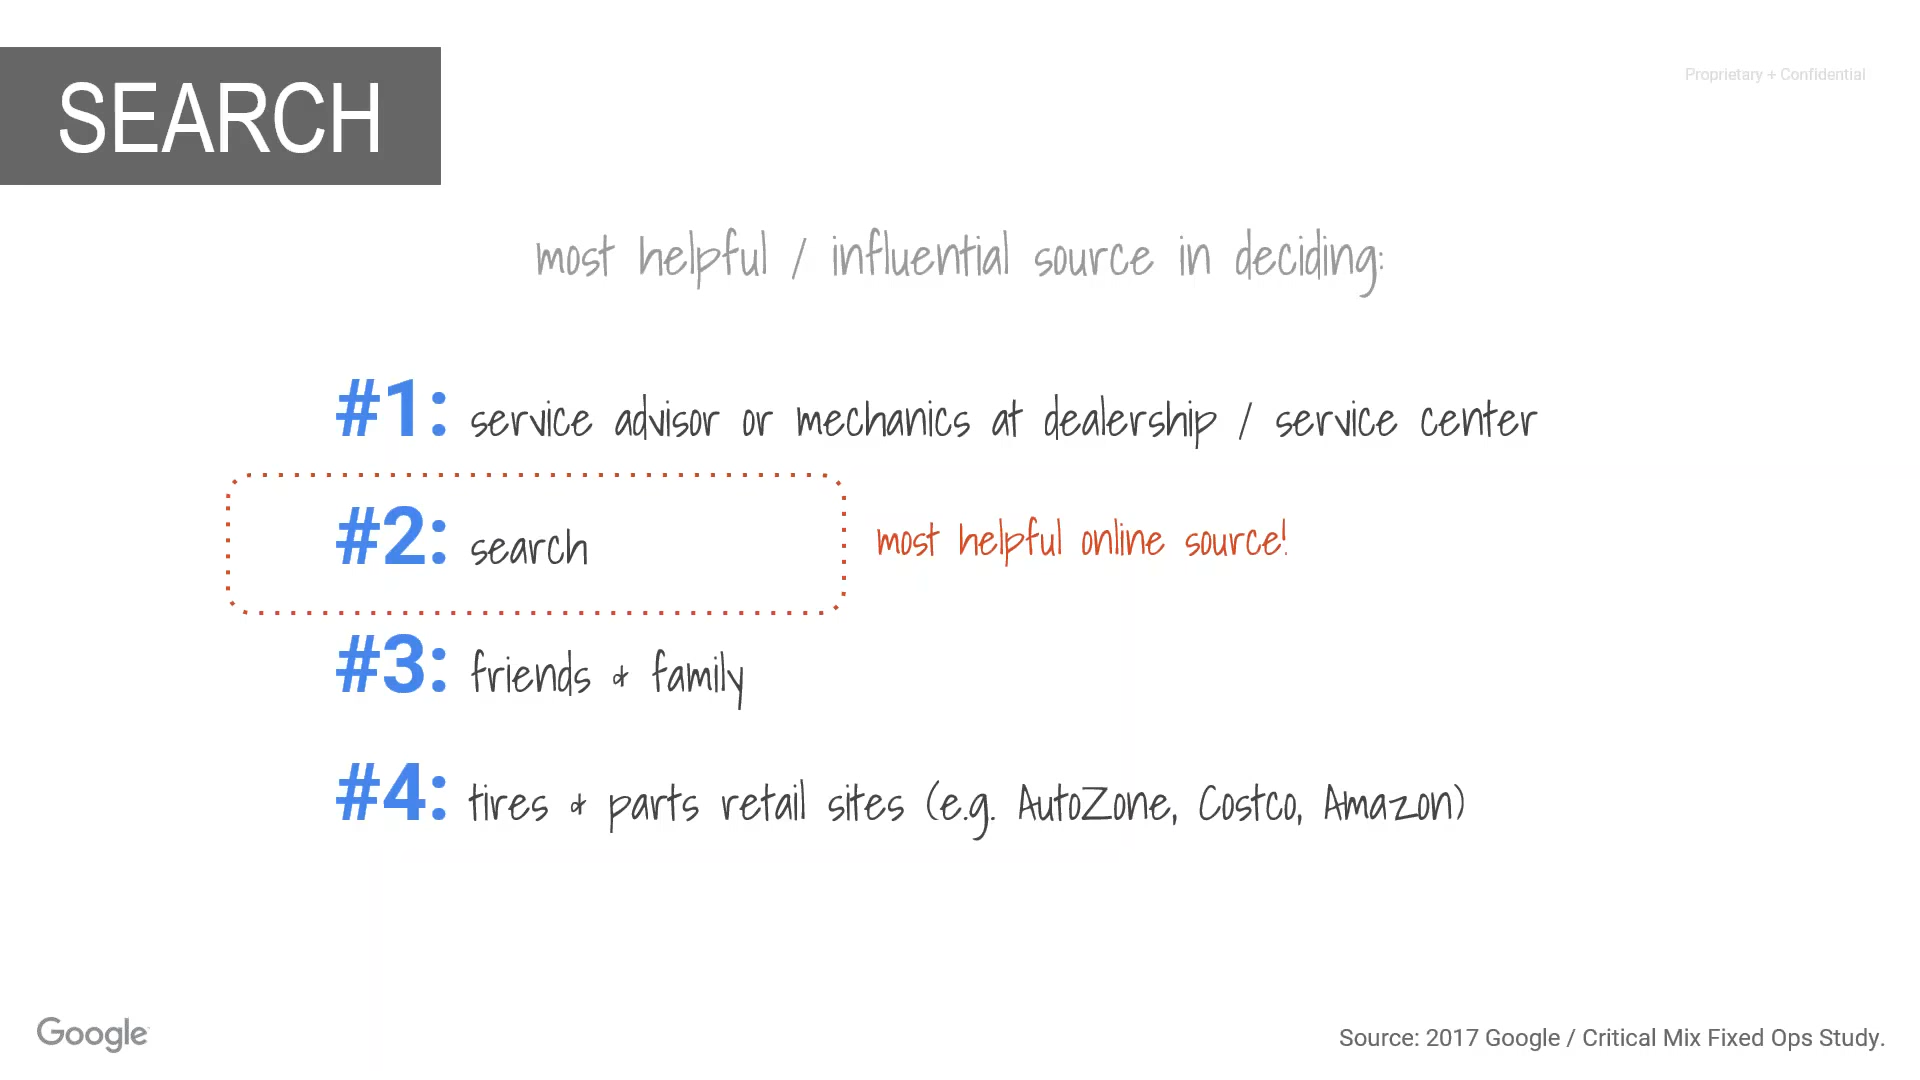 SEARCH
Proprietary + Confidential
most helpful / influential source in deciding:
#1: service advisor or mechanics at dealership / service center
#2: search
most helpful online source!
#3: friends & family
#4: tires & parts retail sites (e.g. AutoZone, Costco, Amazon)
Google
Source: 2017 Google / Critical Mix Fixed Ops Study.